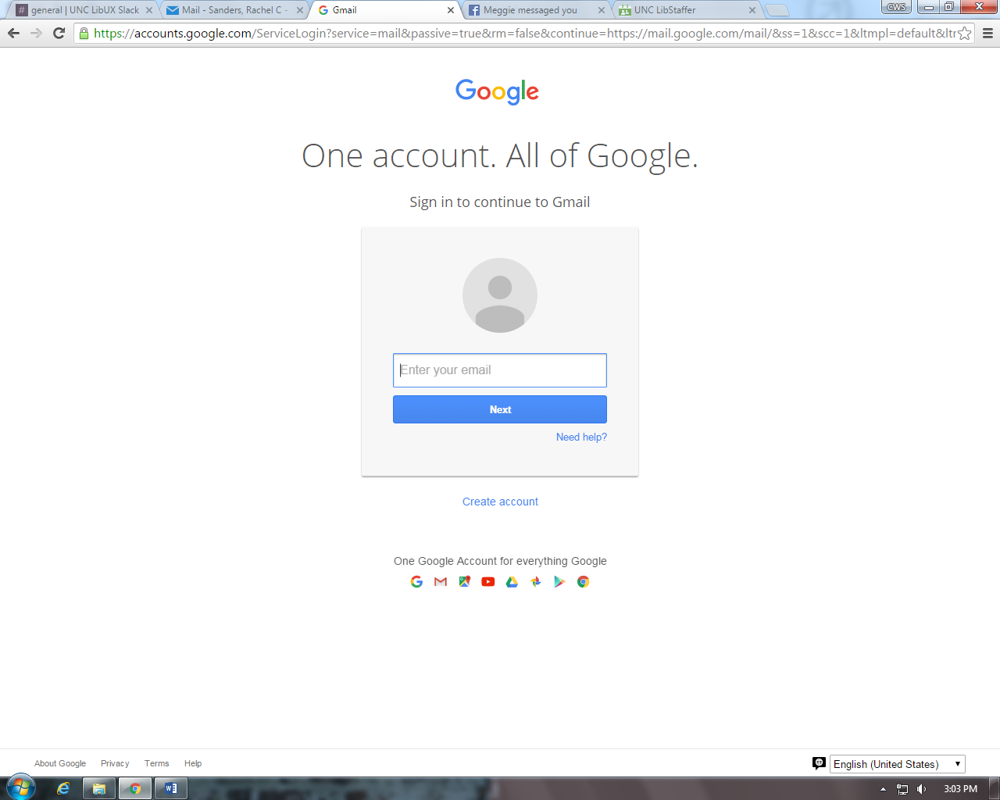 general | UNC LibUX Slack
Mail - Sanders, Rachel C -
Gmail
Meggie messaged you
UNC LibStaffer
CWS
https://accounts.google.com/ServiceLogin?service=mail&passive=true&rm=false&continue=https://mail.google.com/mail/&ss=1&scc=1&ltmpl=default&ltr
Google
One account. All of Google.
Sign in to continue to Gmail
Enter your email
Next
Need help?
Create account
One Google Account for everything Google
About Google Privacy Terms Help
English (United States)
3:03 PM